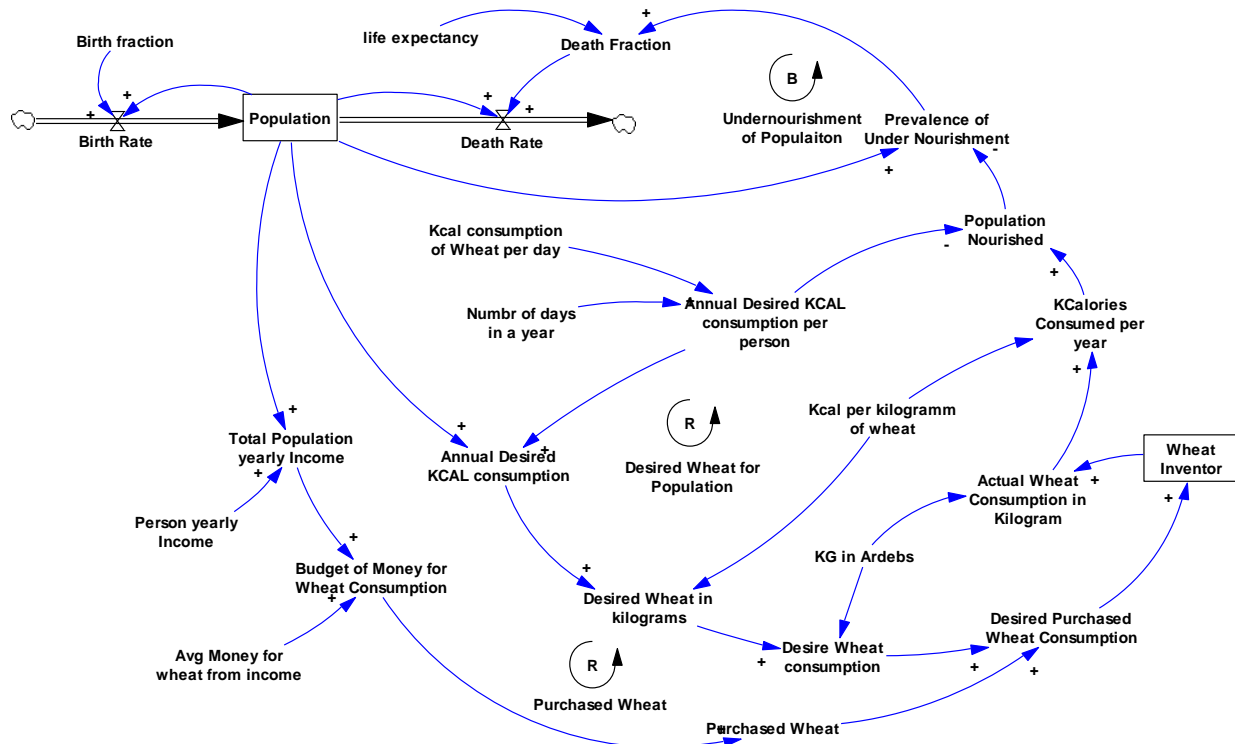 Birth fraction
life expectancy
+
Death Fraction
B
+
+
Population
+
+
Birth Rate
Death Rate
Undernourishment
of Populaiton
Prevalence of
Under Nourishment
-
+
Kcal consumption
of Wheat per day
Population
Nourished
-
+
Numbr of days
in a year
Annual Desired KCAL
consumption per
person
KCalories
Consumed per
year
+
+
+
Kcal per kilogramm
of wheat
R
Total Population
yearly Income
+
Annual Desired
KCAL consumption
+
Desired Wheat for
Population
Actual Wheat
Consumption in
Kilogram
+
Wheat
Inventor
+
Person yearly
Income
+
Budget of Money for
Wheat Consumption
+
+
KG in Ardebs
Desired Wheat in
kilograms
Desired Purchased
Wheat Consumption
Avg Money for
wheat from income
R
Desire Wheat
consumption
+
+
+
Purchased Wheat
Purchased Wheat